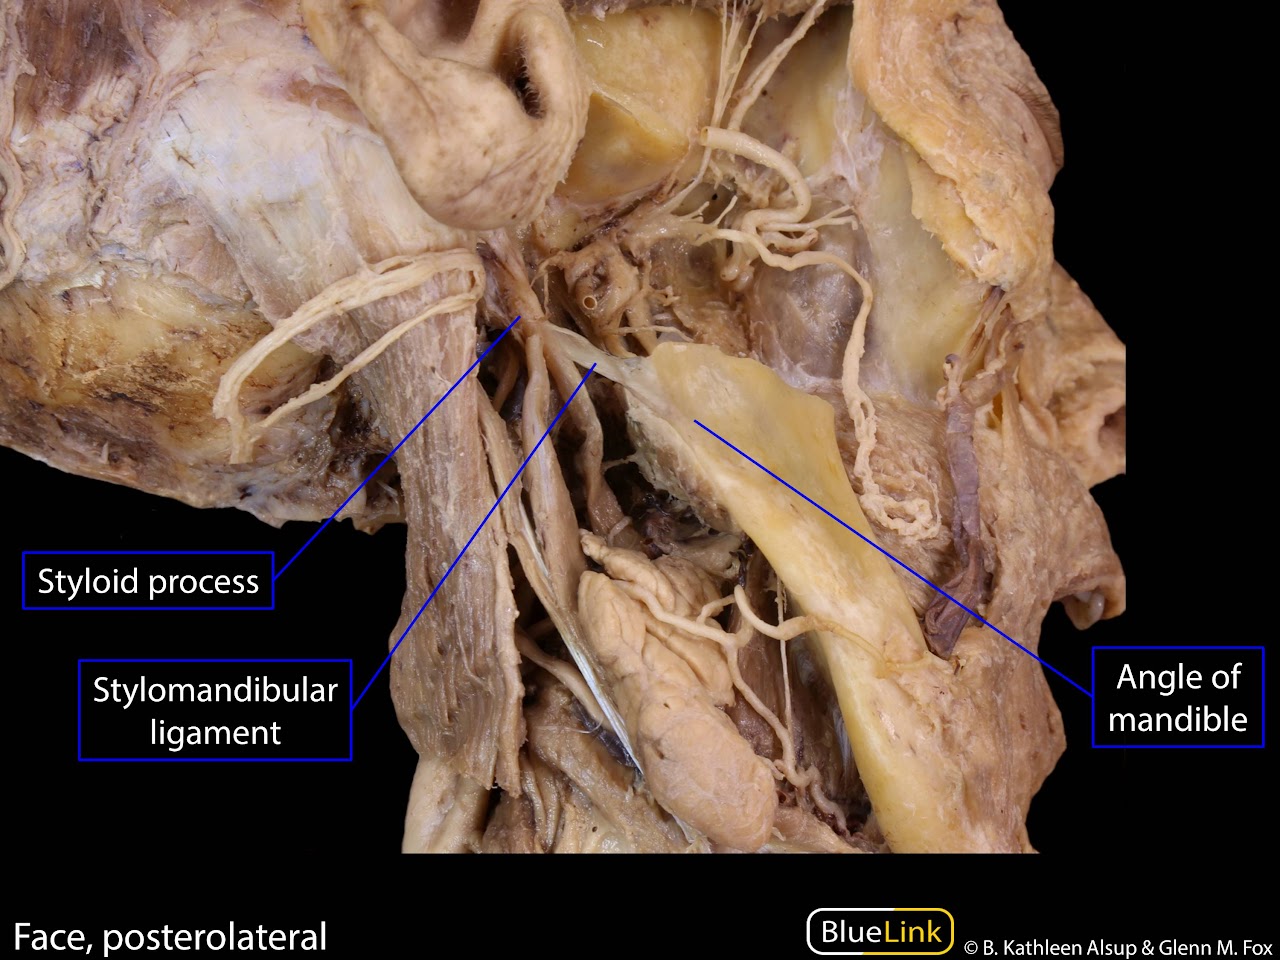 Styloid process
Stylomandibular
ligament
Angle of
mandible
Face, posterolateral
BlueLink
© B. Kathleen Alsup & Glenn M. Fox